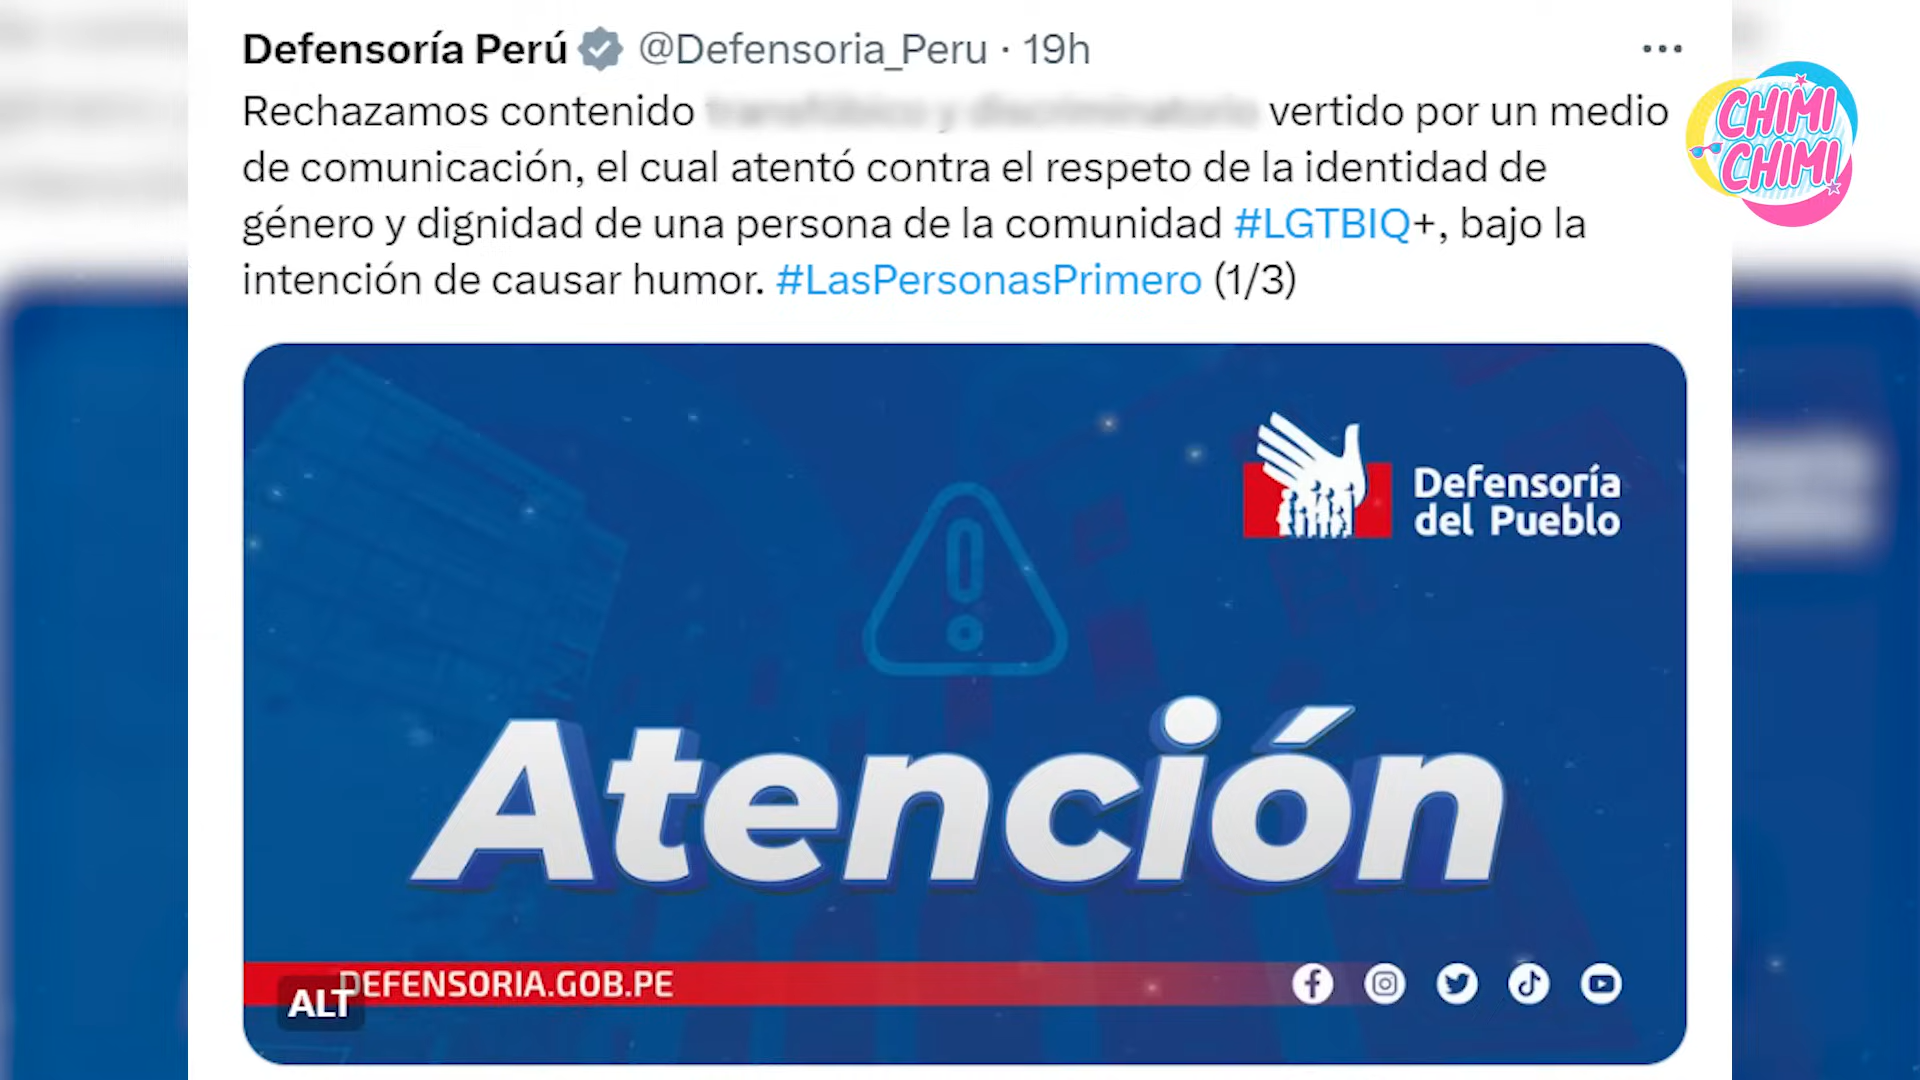 Defensoría Perú @Defensoria_Peru · 19h
CHIMI
CHIMI
Rechazamos contenido vertido por un medio
de comunicación, el cual atentó contra el respeto de la identidad de
género y dignidad de una persona de la comunidad #LGTBIQ+, bajo la
intención de causar humor. #LasPersonasPrimero (1/3)
Defensoría
del Pueblo
Atención
DEFENSORIA.GOB.PE
ALT